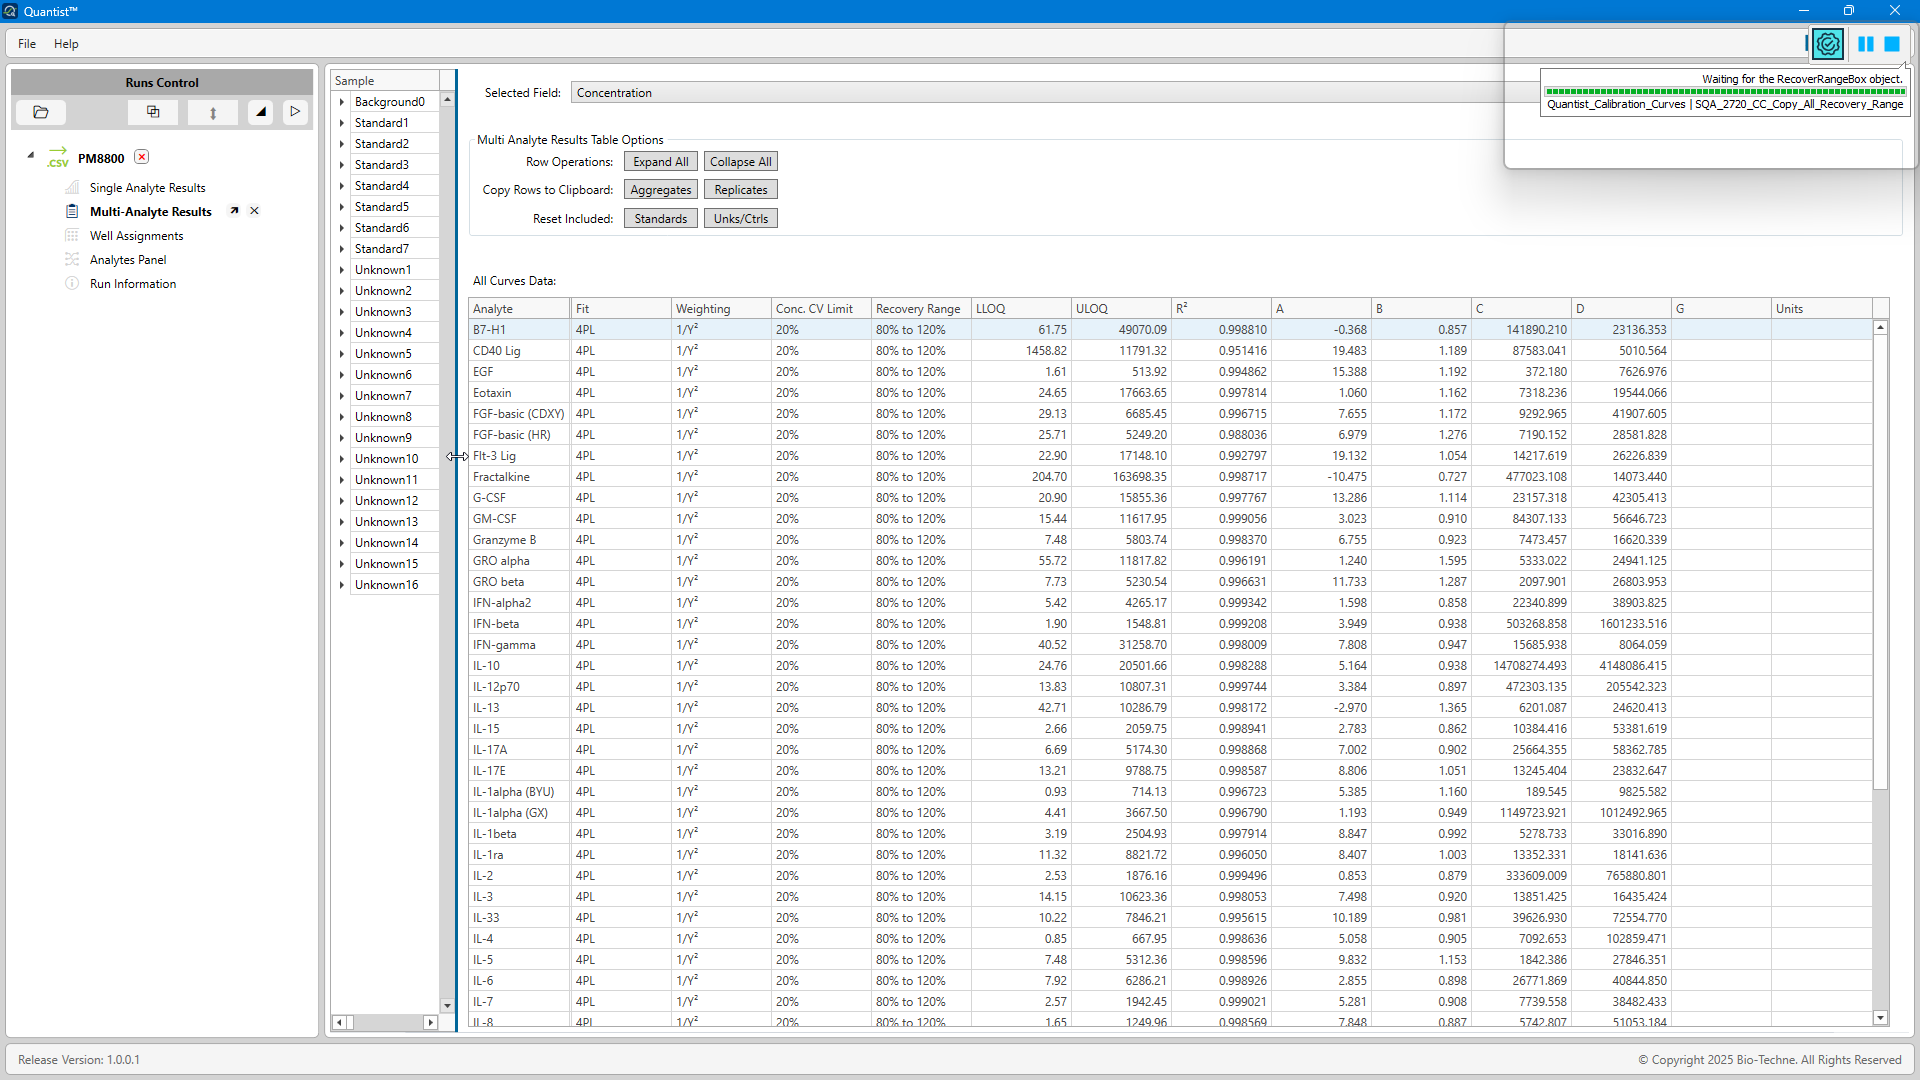 Quantist™
File Help
Waiting for the RecoverRangeBox object.
Quantist_Calibration_Curves | SQA_2720_CC_Copy_All_Recovery_Range
Runs Control
.CSV PM8800
Single Analyte Results
Multi-Analyte Results
Well Assignments
Analytes Panel
Run Information
Sample
Background0
Standard1
Standard2
Standard3
Standard4
Standard5
Standard6
Standard7
Unknown1
Unknown2
Unknown3
Unknown4
Unknown5
Unknown6
Unknown7
Unknown8
Unknown9
Unknown10
Unknown11
Unknown12
Unknown13
Unknown14
Unknown15
Unknown16
Selected Field: Concentration
Multi Analyte Results Table Options
Row Operations: Expand All Collapse All
Copy Rows to Clipboard: Aggregates Replicates
Reset Included: Standards Unks/Ctrls
All Curves Data:
Analyte Fit Weighting Conc. CV Limit Recovery Range LLOQ ULOQ R² A B C D G Units
B7-H1 4PL 1/Y² 20% 80% to 120% 61.75 49070.09 0.998810 -0.368 0.857 141890.210 23136.353
CD40 Lig 4PL 1/Y² 20% 80% to 120% 1458.82 11791.32 0.951416 19.483 1.189 87583.041 5010.564
EGF 4PL 1/Y² 20% 80% to 120% 1.61 513.92 0.994862 15.388 1.192 372.180 7626.976
Eotaxin 4PL 1/Y² 20% 80% to 120% 24.65 17663.65 0.997814 1.060 1.162 7318.236 19544.066
FGF-basic (CDXY) 4PL 1/Y² 20% 80% to 120% 29.13 6685.45 0.996715 7.655 1.172 9292.965 41907.605
FGF-basic (HR) 4PL 1/Y² 20% 80% to 120% 25.71 5249.20 0.988036 6.979 1.276 7190.152 28581.828
Flt-3 Lig 4PL 1/Y² 20% 80% to 120% 22.90 17148.10 0.992797 19.132 1.054 14217.619 26226.839
Fractalkine 4PL 1/Y² 20% 80% to 120% 204.70 163698.35 0.998717 -10.475 0.727 477023.108 14073.440
G-CSF 4PL 1/Y² 20% 80% to 120% 20.90 15855.36 0.997767 13.286 1.114 23157.318 42305.413
GM-CSF 4PL 1/Y² 20% 80% to 120% 15.44 11617.95 0.999056 3.023 0.910 84307.133 56646.723
Granzyme B 4PL 1/Y² 20% 80% to 120% 7.48 5803.74 0.998370 6.755 0.923 7473.457 16620.339
GRO alpha 4PL 1/Y² 20% 80% to 120% 55.72 11817.82 0.996191 1.240 1.595 5333.022 24941.125
GRO beta 4PL 1/Y² 20% 80% to 120% 7.73 5230.54 0.996631 11.733 1.287 2097.901 26803.953
IFN-alpha2 4PL 1/Y² 20% 80% to 120% 5.42 4265.17 0.999342 1.598 0.858 22340.899 38903.825
IFN-beta 4PL 1/Y² 20% 80% to 120% 1.90 1548.81 0.999208 3.949 0.938 503268.858 1601233.516
IFN-gamma 4PL 1/Y² 20% 80% to 120% 40.52 31258.70 0.998009 7.808 0.947 15685.938 8064.059
IL-10 4PL 1/Y² 20% 80% to 120% 24.76 20501.66 0.998288 5.164 0.938 14708274.493 4148086.415
IL-12p70 4PL 1/Y² 20% 80% to 120% 13.83 10807.31 0.999744 3.384 0.897 472303.135 205542.323
IL-13 4PL 1/Y² 20% 80% to 120% 42.71 10286.79 0.998172 -2.970 1.365 6201.087 24620.413
IL-15 4PL 1/Y² 20% 80% to 120% 2.66 2059.75 0.998941 2.783 0.862 10384.416 53381.619
IL-17A 4PL 1/Y² 20% 80% to 120% 6.69 5174.30 0.998868 7.002 0.902 25664.355 58362.785
IL-17E 4PL 1/Y² 20% 80% to 120% 13.21 9788.75 0.998587 8.806 1.051 13245.404 23832.647
IL-1alpha (BYU) 4PL 1/Y² 20% 80% to 120% 0.93 714.13 0.996723 5.385 1.160 189.545 9825.582
IL-1alpha (GX) 4PL 1/Y² 20% 80% to 120% 4.41 3667.50 0.996790 1.193 0.949 1149723.921 1012492.965
IL-1beta 4PL 1/Y² 20% 80% to 120% 3.19 2504.93 0.997914 8.847 0.992 5278.733 33016.890
IL-1ra 4PL 1/Y² 20% 80% to 120% 11.32 8821.72 0.996050 8.407 1.003 13352.331 18141.636
IL-2 4PL 1/Y² 20% 80% to 120% 2.53 1876.16 0.999496 0.853 0.879 333609.009 765880.801
IL-3 4PL 1/Y² 20% 80% to 120% 14.15 10623.36 0.998053 7.498 0.920 13851.425 16435.424
IL-33 4PL 1/Y² 20% 80% to 120% 10.22 7846.21 0.995615 10.189 0.981 39626.930 72554.770
IL-4 4PL 1/Y² 20% 80% to 120% 0.85 667.95 0.998636 5.058 0.905 7092.653 102859.471
IL-5 4PL 1/Y² 20% 80% to 120% 7.48 5312.36 0.998596 9.832 1.153 1842.386 27846.351
IL-6 4PL 1/Y² 20% 80% to 120% 7.92 6286.21 0.998926 2.855 0.898 26771.869 40844.850
IL-7 4PL 1/Y² 20% 80% to 120% 2.57 1942.45 0.999021 5.281 0.908 7739.558 38482.433
IL-8 4PL 1/Y² 20% 80% to 120% 1.65 1249.96 0.998569 7.848 0.887 5742.807 51053.184
Release Version: 1.0.0.1
© Copyright 2025 Bio-Techne. All Rights Reserved